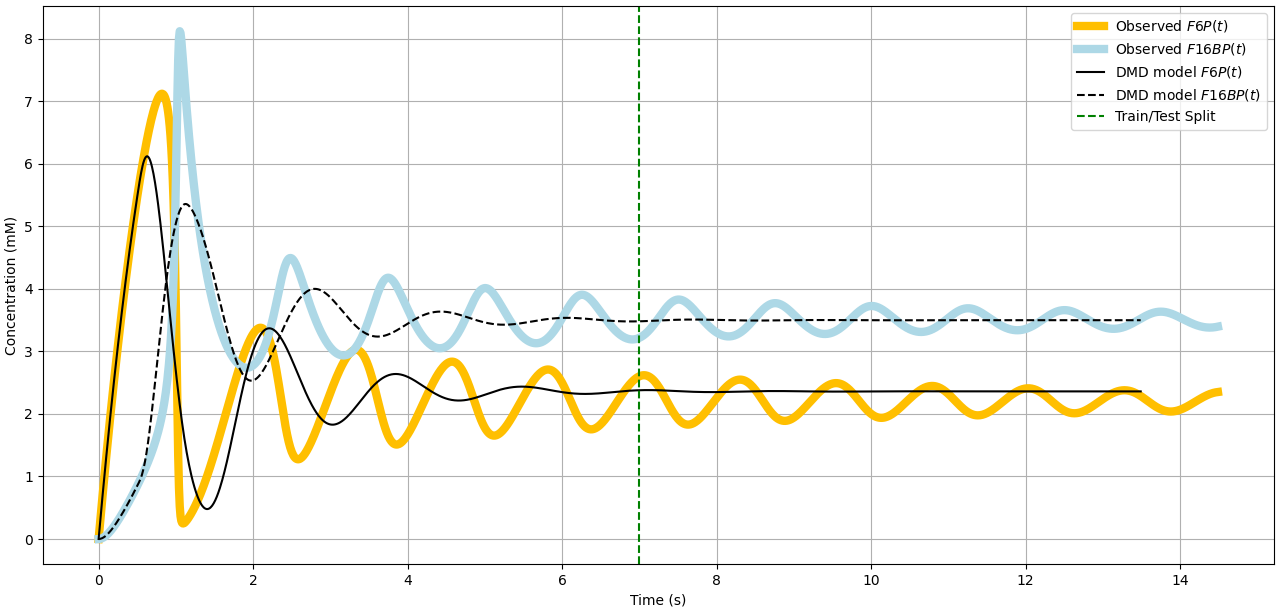 Observed F6P(t)
Observed F16BP(t)
DMD model F6P(t)
DMD model F16BP(t)
Train/Test Split
Concentration (mM)
8
7
6
5
4
3
2
1
0
0 2 4 6 8 10 12 14
Time (s)